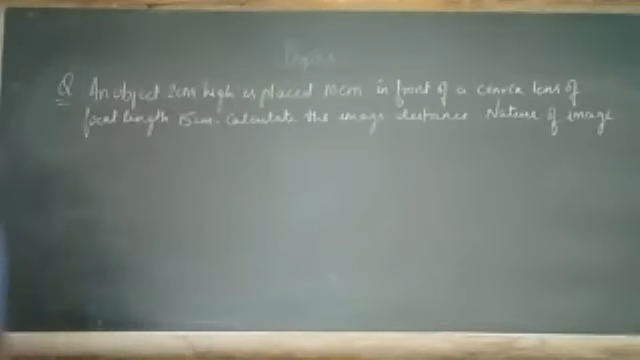 Physics
Q An object 2cm high is placed 10cm in front of a convex lens of
focal length 15cm. Calculate the image distance Nature of image